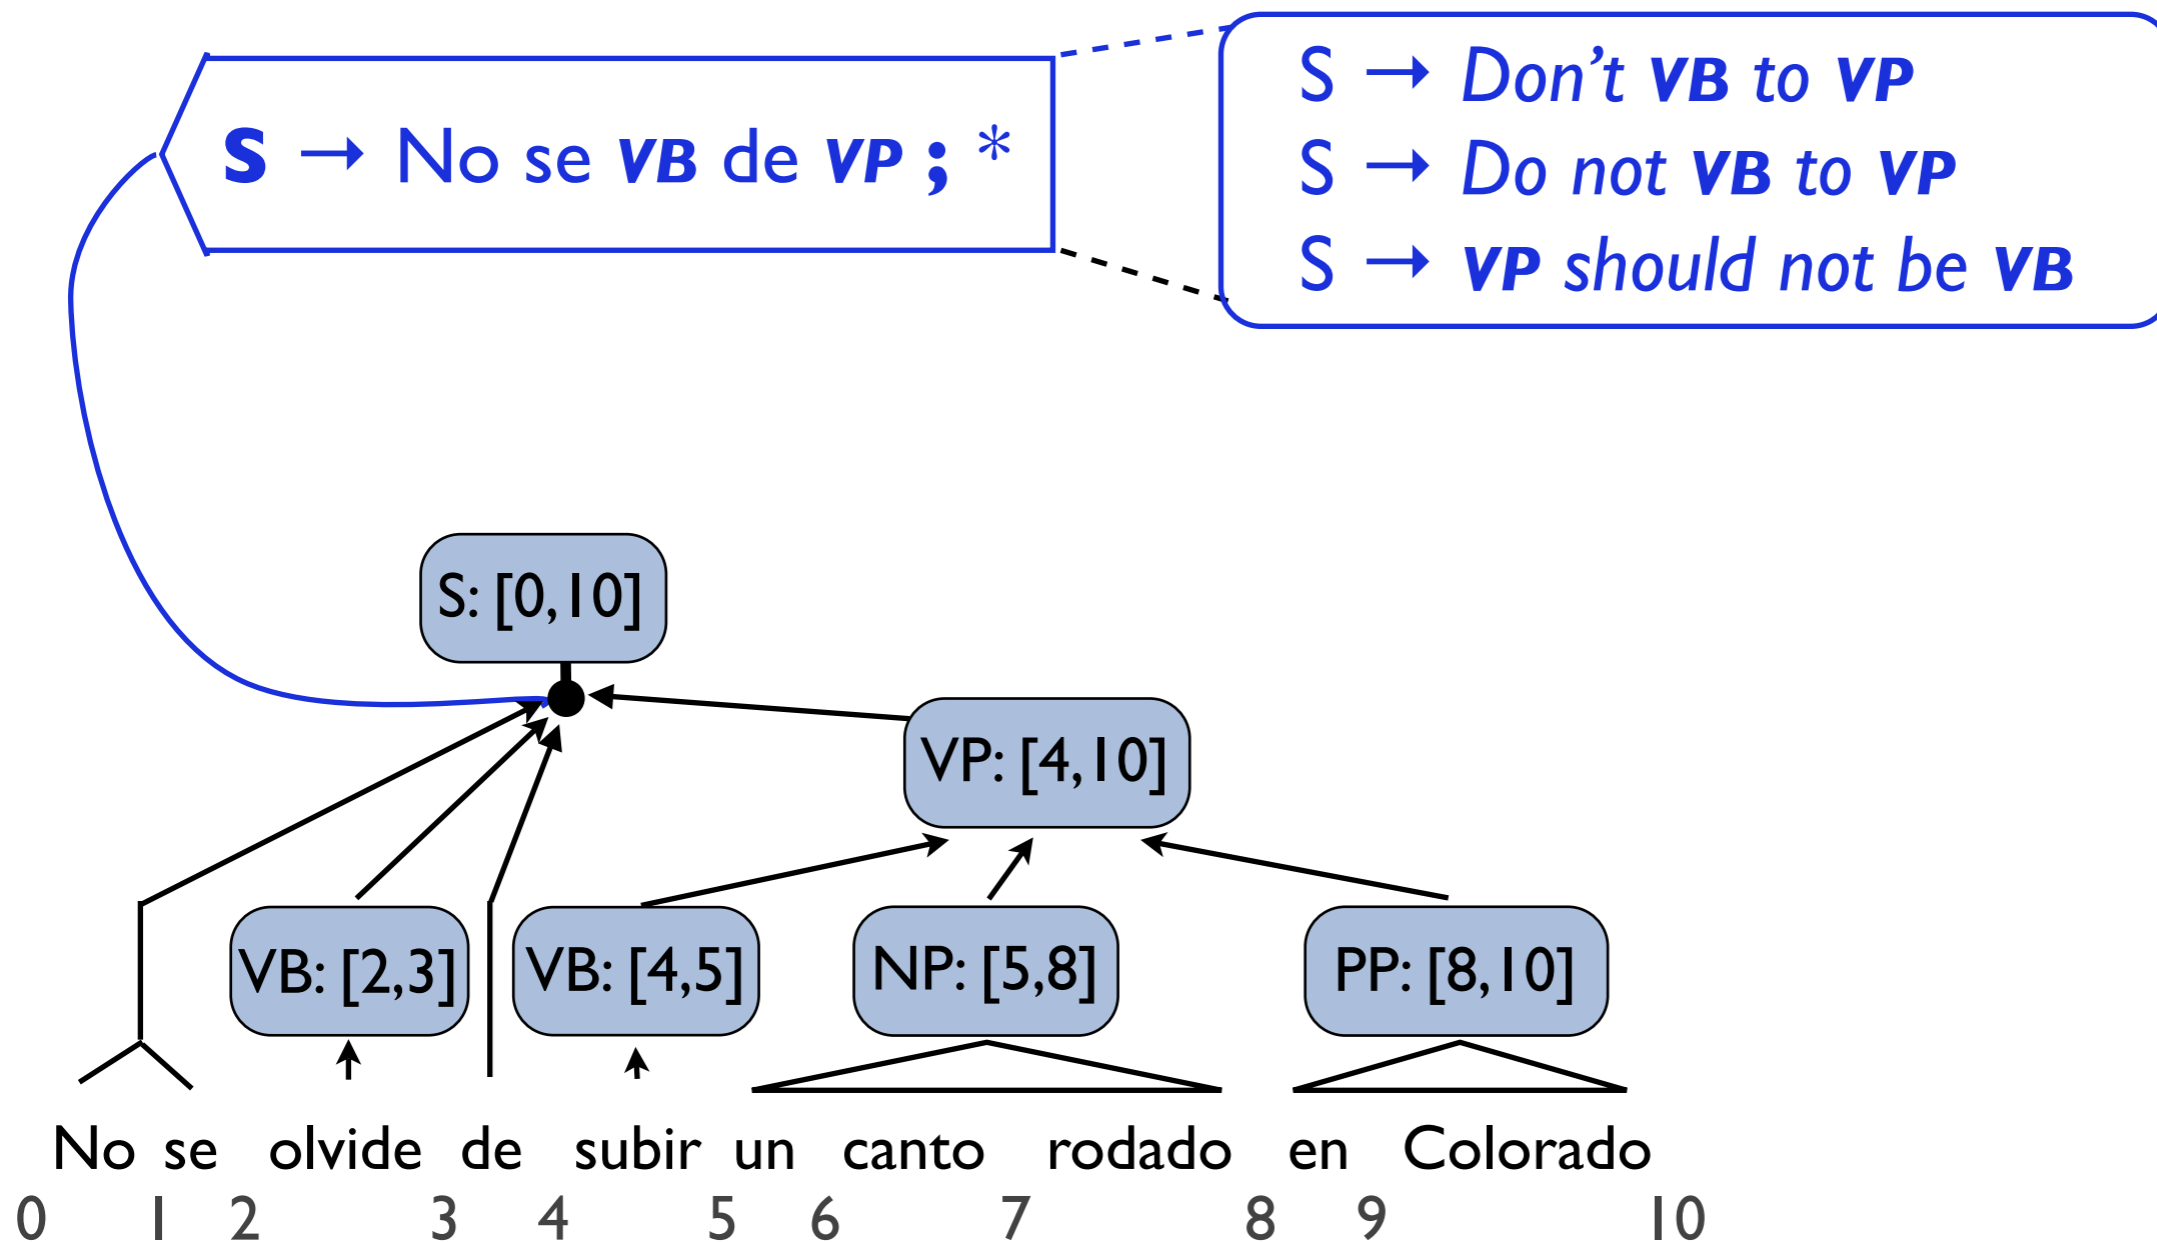 S → No se VB de VP ; *
S → Don’t VB to VP
S → Do not VB to VP
S → VP should not be VB
S: [0,10]
VP: [4,10]
VB: [2,3]
VB: [4,5]
NP: [5,8]
PP: [8,10]
No se olvide de subir un canto rodado en Colorado
0 1 2 3 4 5 6 7 8 9 10